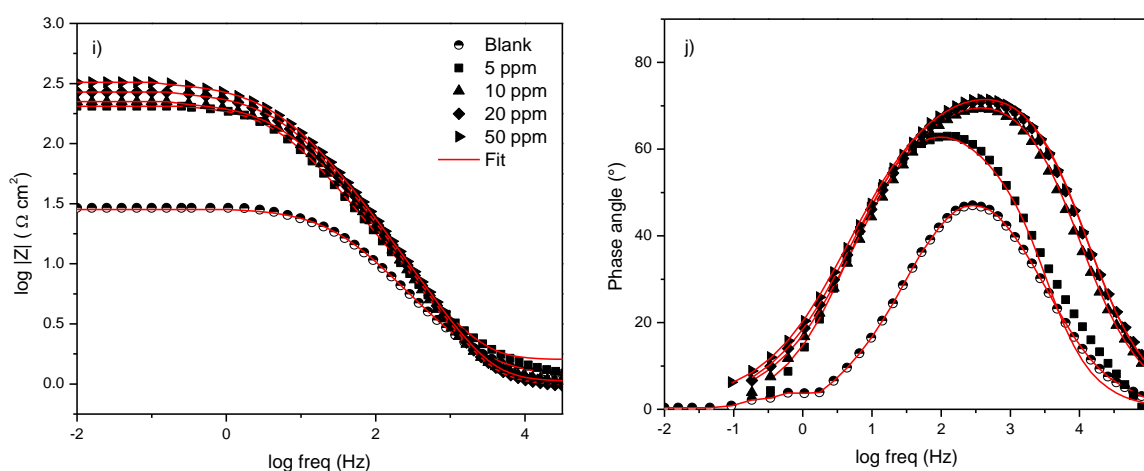 i)
3.0
2.5
2.0
1.5
1.0
0.5
0.0
log |Z| ( Ω cm²)
-2 0 2 4
log freq (Hz)
Blank
5 ppm
10 ppm
20 ppm
50 ppm
Fit
j)
80
60
40
20
0
Phase angle (°)
-2 -1 0 1 2 3 4 5
log freq (Hz)